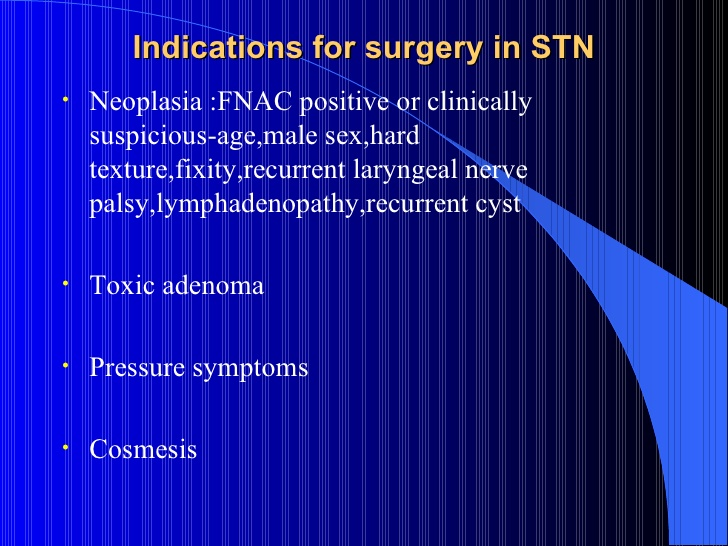 Indications for surgery in STN
• Neoplasia :FNAC positive or clinically
suspicious-age,male sex,hard
texture,fixity,recurrent laryngeal nerve
palsy,lymphadenopathy,recurrent cyst
• Toxic adenoma
• Pressure symptoms
• Cosmesis